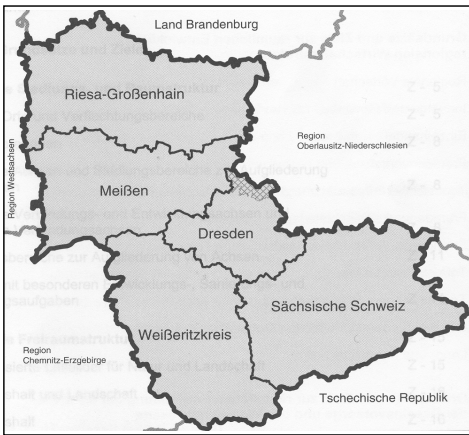 Land Brandenburg
Riesa-Großenhain
Region
Oberlausitz-Niederschlesien
Region Westsachsen
Meißen
Dresden
Sächsische Schweiz
Weißeritzkreis
Region
Chemnitz-Erzgebirge
Tschechische Republik